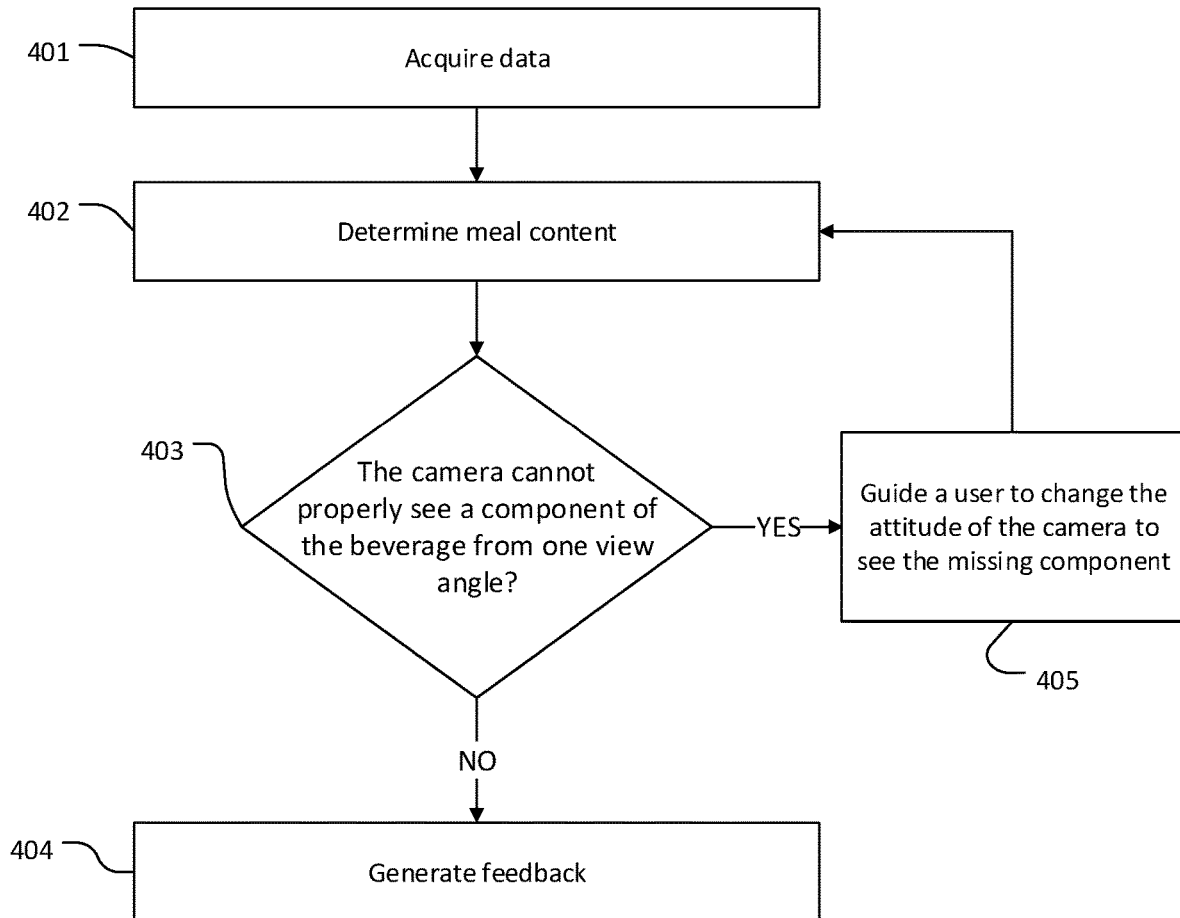 401
Acquire data
402
Determine meal content
403
The camera cannot
properly see a component of
the beverage from one view
angle?
YES
Guide a user to change the
attitude of the camera to
see the missing component
405
NO
404
Generate feedback